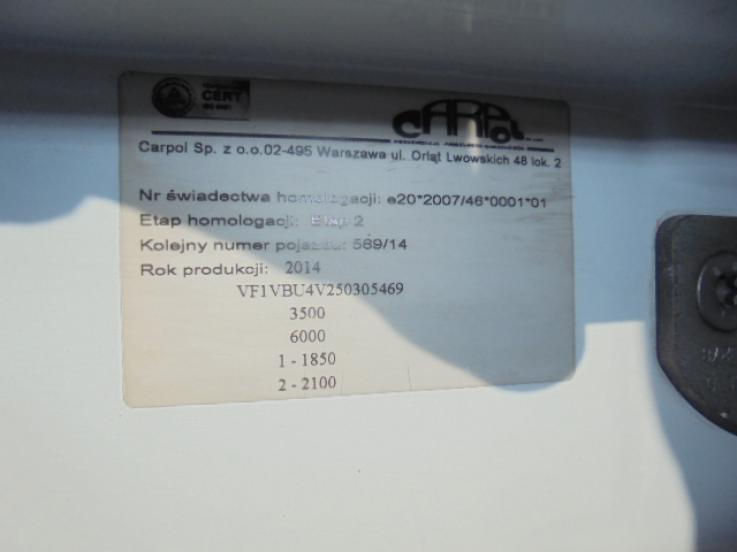 CERT
CARPOL
Carpol Sp. z o.o.02-495 Warszawa ul. Orląt Lwowskich 48 lok. 2
Nr świadectwa homologacji: e20*2007/46*0001*01
Etap homologacji: Etap 2
Kolejny numer pojazdu: 569/14
Rok produkcji: 2014
VF1VBU4V250305469
3500
6000
1 - 1850
2 - 2100